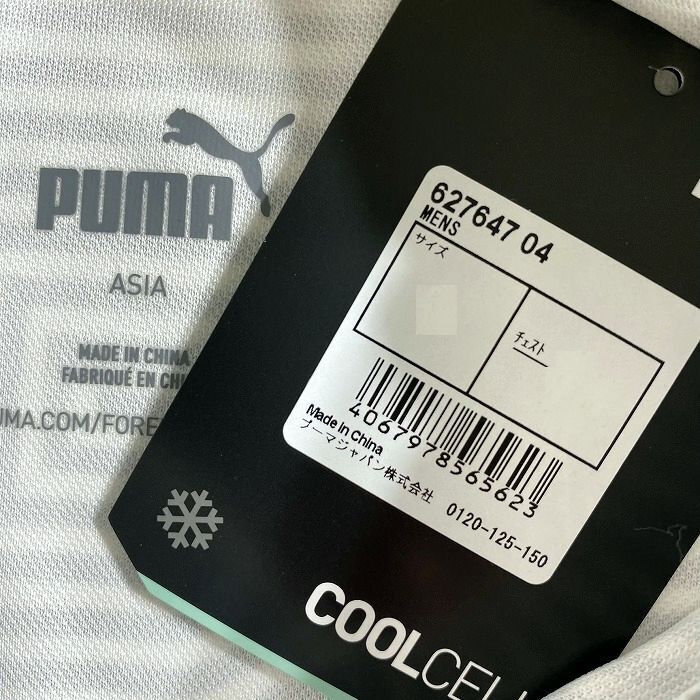 PUMA
ASIA
MADE IN CHINA
FABRIQUÉ EN CHI
UMA.COM/FORE
627647 04
MENS
サイズ
チェスト
4067978565623
Made in China
プーマジャパン株式会社 0120-125-150
COOLCELL